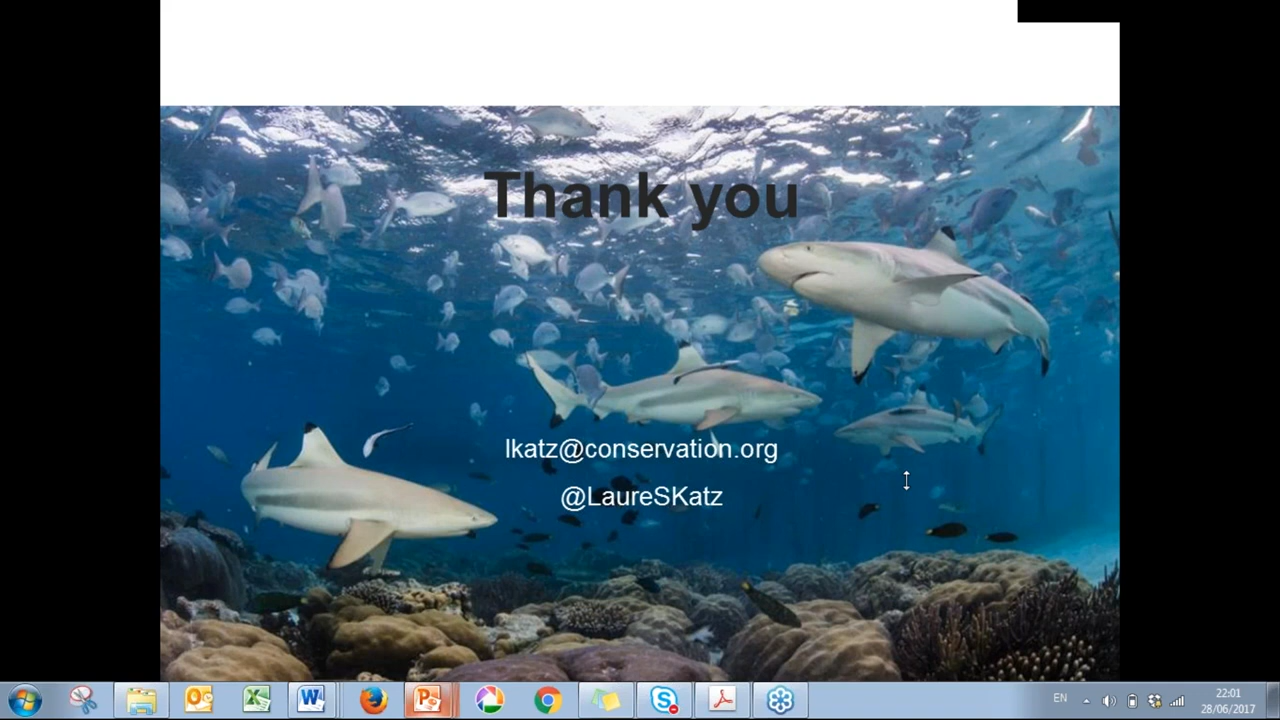 Thank you
lkatz@conservation.org
@LaureSKatz
EN
22:01
28/06/2017